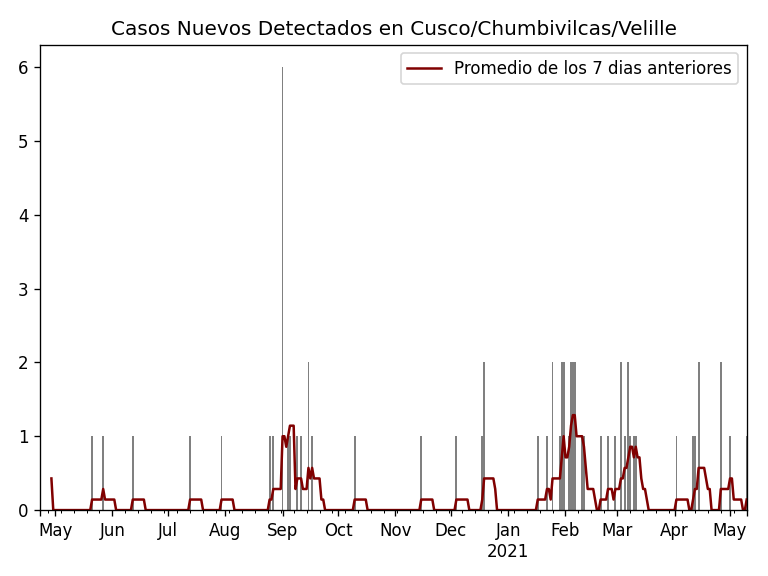 Casos Nuevos Detectados en Cusco/Chumbivilcas/Velille
Promedio de los 7 dias anteriores
6
5
4
3
2
1
0
May Jun Jul Aug Sep Oct Nov Dec Jan Feb Mar Apr May
2021